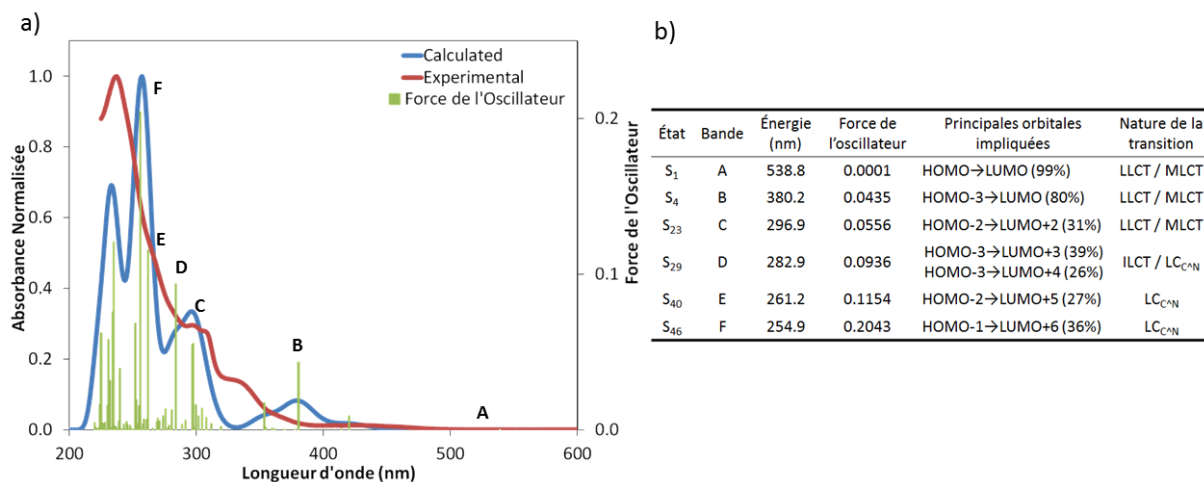 a)
Calculated
Experimental
Force de l'Oscillateur
F
E
D
C
B
A
Absorbance Normalisée
1.0
0.8
0.6
0.4
0.2
0.0
200
300
400
500
600
Longueur d'onde (nm)
0.2
0.1
0.0
Force de l'Oscillateur
b)
État Bande Énergie (nm) Force de l'oscillateur Principales orbitales impliquées Nature de la transition
S1 A 538.8 0.0001 HOMO→LUMO (99%) LLCT / MLCT
S4 B 380.2 0.0435 HOMO-3→LUMO (80%) LLCT / MLCT
S23 C 296.9 0.0556 HOMO-2→LUMO+2 (31%) LLCT / MLCT
S29 D 282.9 0.0936 HOMO-3→LUMO+3 (39%) HOMO-3→LUMO+4 (26%) ILCT / LCC^N
S40 E 261.2 0.1154 HOMO-2→LUMO+5 (27%) LCC^N
S46 F 254.9 0.2043 HOMO-1→LUMO+6 (36%) LCC^N